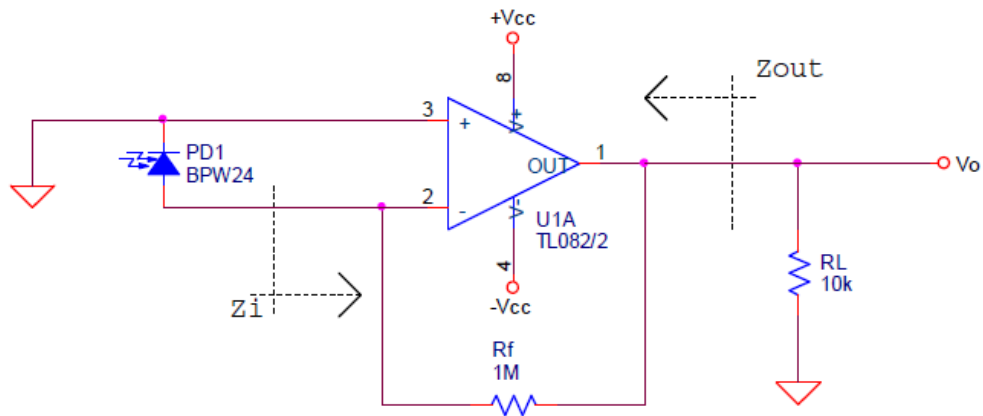 +Vcc
Zout
8
V+
3
+
PD1
BPW24
OUT
1
Vo
2
-
V-
U1A
TL082/2
4
-Vcc
RL
10k
Zi
Rf
1M